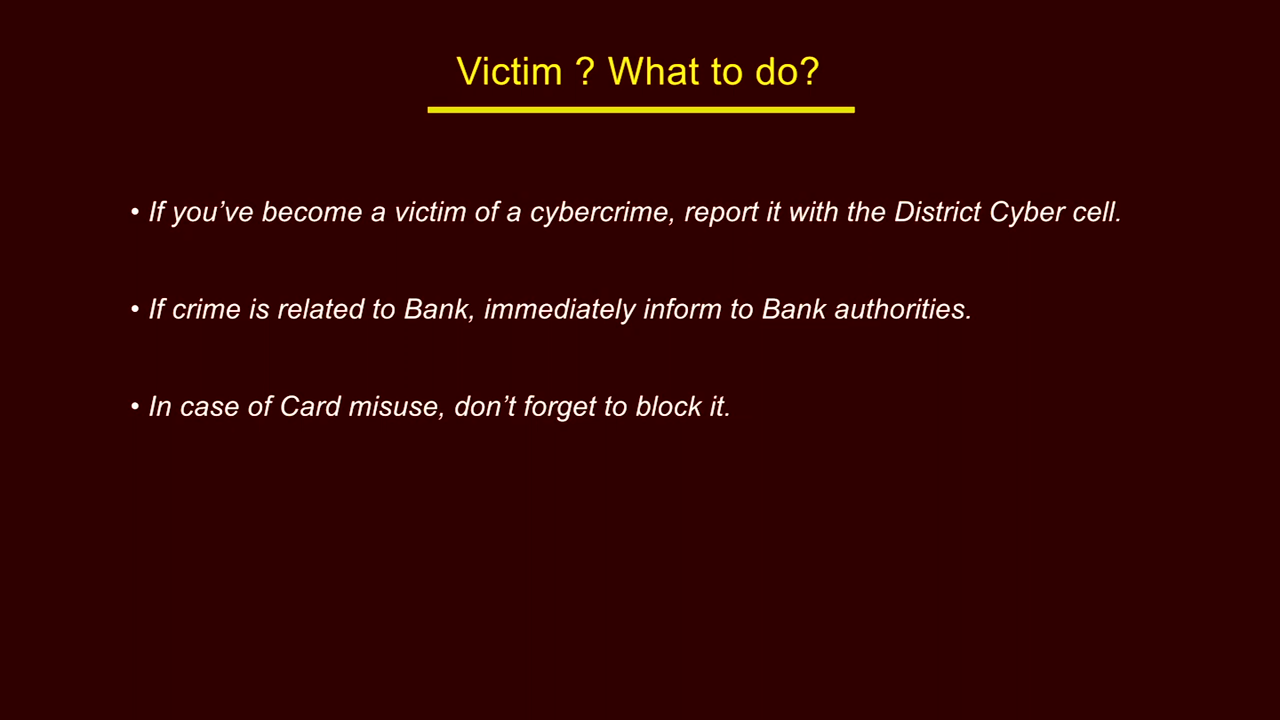 Victim ? What to do?
• If you’ve become a victim of a cybercrime, report it with the District Cyber cell.
• If crime is related to Bank, immediately inform to Bank authorities.
• In case of Card misuse, don’t forget to block it.